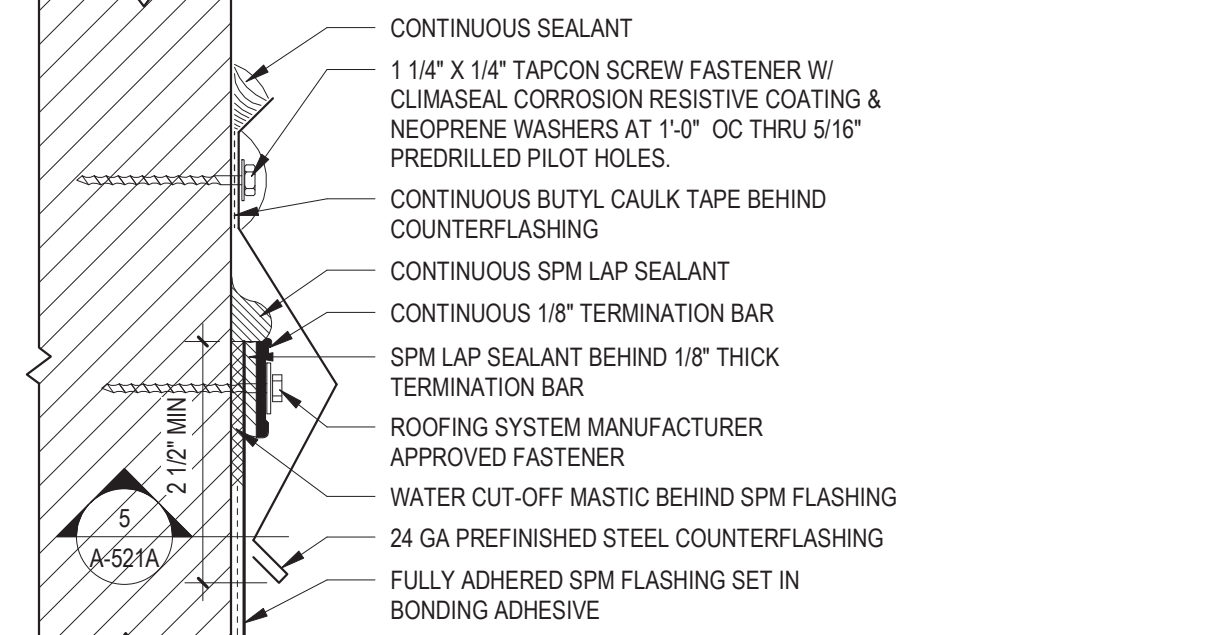 CONTINUOUS SEALANT
1 1/4" X 1/4" TAPCON SCREW FASTENER W/
CLIMASEAL CORROSION RESISTIVE COATING &
NEOPRENE WASHERS AT 1'-0" OC THRU 5/16"
PREDRILLED PILOT HOLES.
CONTINUOUS BUTYL CAULK TAPE BEHIND
COUNTERFLASHING
CONTINUOUS SPM LAP SEALANT
CONTINUOUS 1/8" TERMINATION BAR
SPM LAP SEALANT BEHIND 1/8" THICK
TERMINATION BAR
ROOFING SYSTEM MANUFACTURER
APPROVED FASTENER
WATER CUT-OFF MASTIC BEHIND SPM FLASHING
24 GA PREFINISHED STEEL COUNTERFLASHING
FULLY ADHERED SPM FLASHING SET IN
BONDING ADHESIVE
2 1/2" MIN
5
A-521A